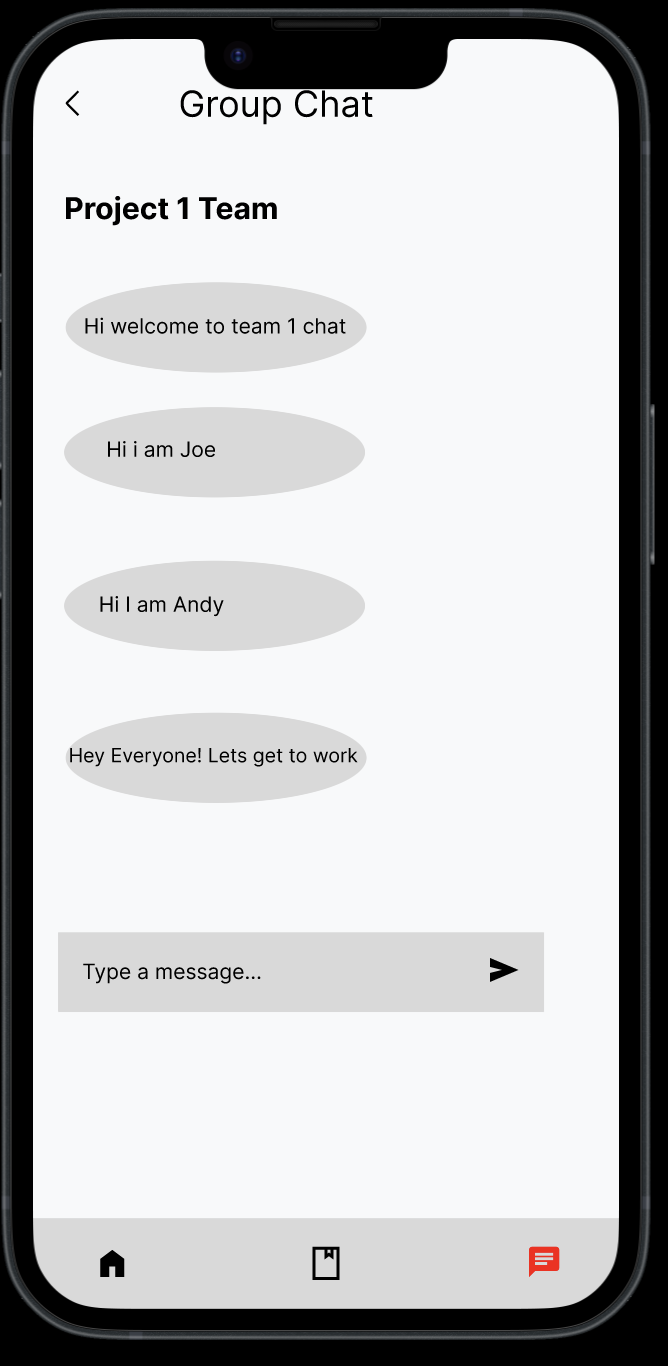 Group Chat
Project 1 Team
Hi welcome to team 1 chat
Hi i am Joe
Hi I am Andy
Hey Everyone! Lets get to work
Type a message...